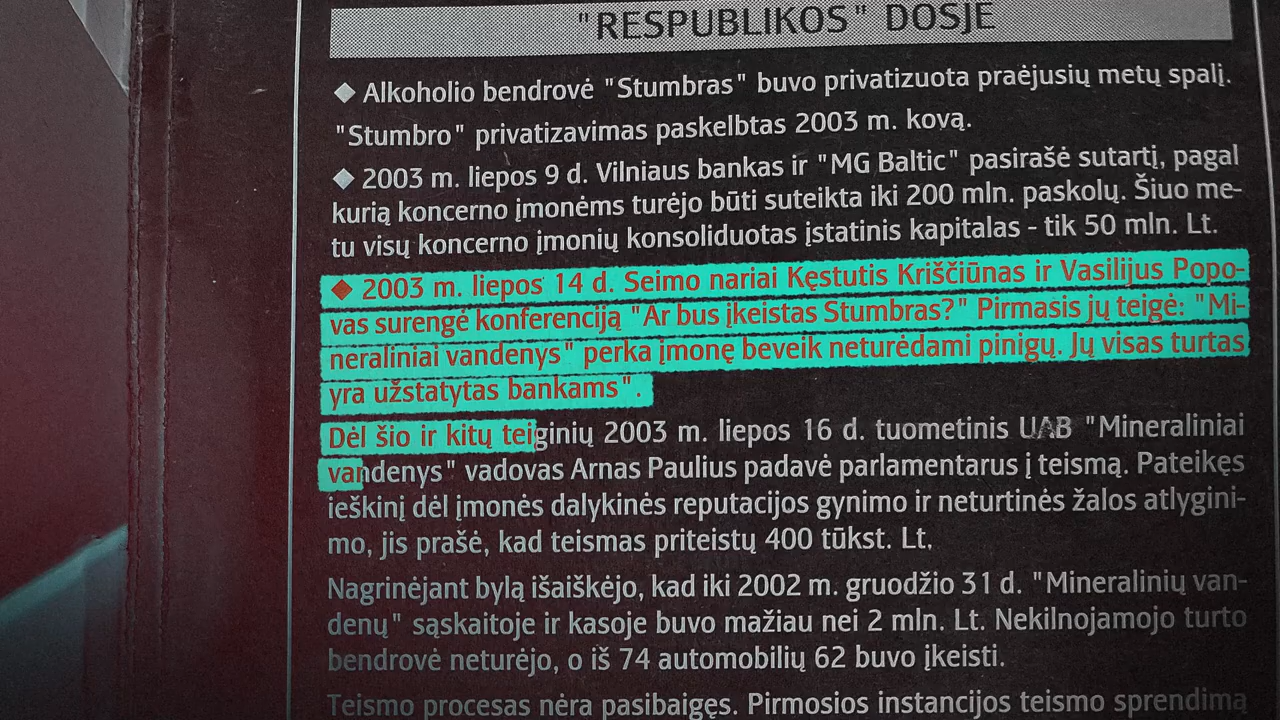 "RESPUBLIKOS" DOSJE
◆ Alkoholio bendrovė "Stumbras" buvo privatizuota praėjusių metų spalį.
"Stumbro" privatizavimas paskelbtas 2003 m. kovą.
◆ 2003 m. liepos 9 d. Vilniaus bankas ir "MG Baltic" pasirašė sutartį, pagal
kurią koncerno įmonėms turėjo būti suteikta iki 200 mln. paskolų. Šiuo me-
tu visų koncerno įmonių konsoliduotas įstatinis kapitalas - tik 50 mln. Lt.
◆ 2003 m. liepos 14 d. Seimo nariai Kęstutis Kriščiūnas ir Vasilijus Popo-
vas surengė konferenciją "Ar bus įkeistas Stumbras?" Pirmasis jų teigė: "Mi-
neraliniai vandenys" perka įmonę beveik neturėdami pinigų. Jų visas turtas
yra užstatytas bankams".
Dėl šio ir kitų teiginių 2003 m. liepos 16 d. tuometinis UAB "Mineraliniai
vandenys" vadovas Arnas Paulius padavė parlamentarus į teismą. Pateikęs
ieškinį dėl įmonės dalykinės reputacijos gynimo ir neturtinės žalos atlygini-
mo, jis prašė, kad teismas priteistų 400 tūkst. Lt.
Nagrinėjant bylą išaiškėjo, kad iki 2002 m. gruodžio 31 d. "Mineralinių van-
denų" sąskaitoje ir kasoje buvo mažiau nei 2 mln. Lt. Nekilnojamojo turto
bendrovė neturėjo, o iš 74 automobilių 62 buvo įkeisti.
Teismo procesas nėra pasibaigęs. Pirmosios instancijos teismo sprendimą